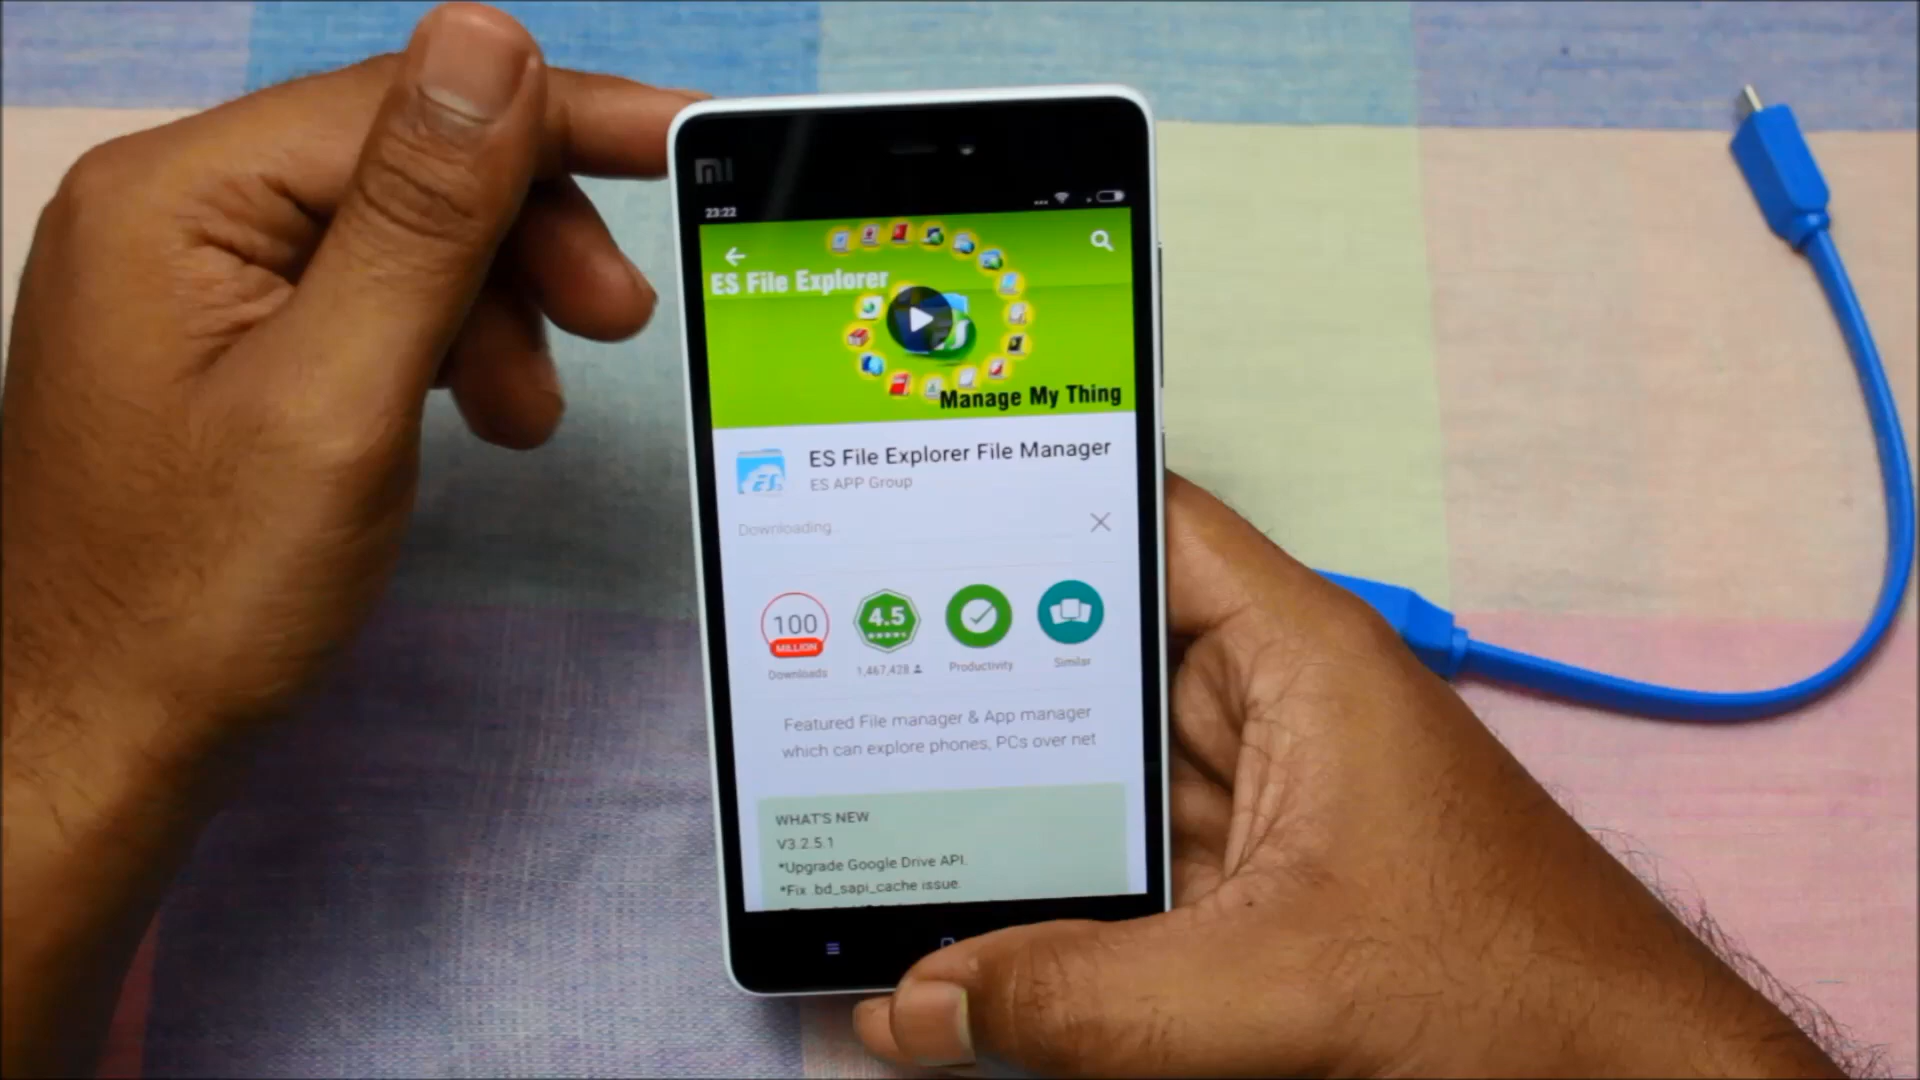 mi
23:22
ES File Explorer
Manage My Thing
ES File Explorer File Manager
ES APP Group
Downloading..
100
MILLION
Downloads
4.5
1,467,428
Productivity
Similar
Featured File manager & App manager
which can explore phones, PCs over net
WHAT'S NEW
V3.2.5.1
*Upgrade Google Drive API.
*Fix .bd_sapi_cache issue.